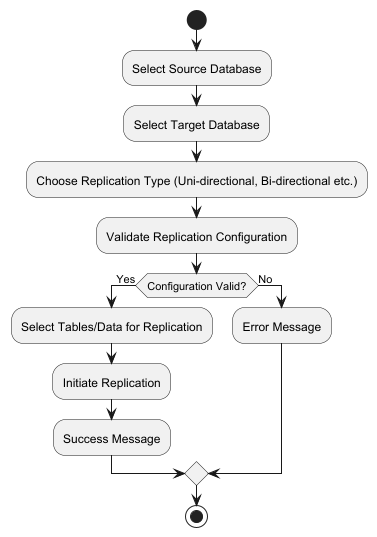 Select Source Database
Select Target Database
Choose Replication Type (Uni-directional, Bi-directional etc.)
Validate Replication Configuration
Configuration Valid?
Yes
No
Select Tables/Data for Replication
Error Message
Initiate Replication
Success Message